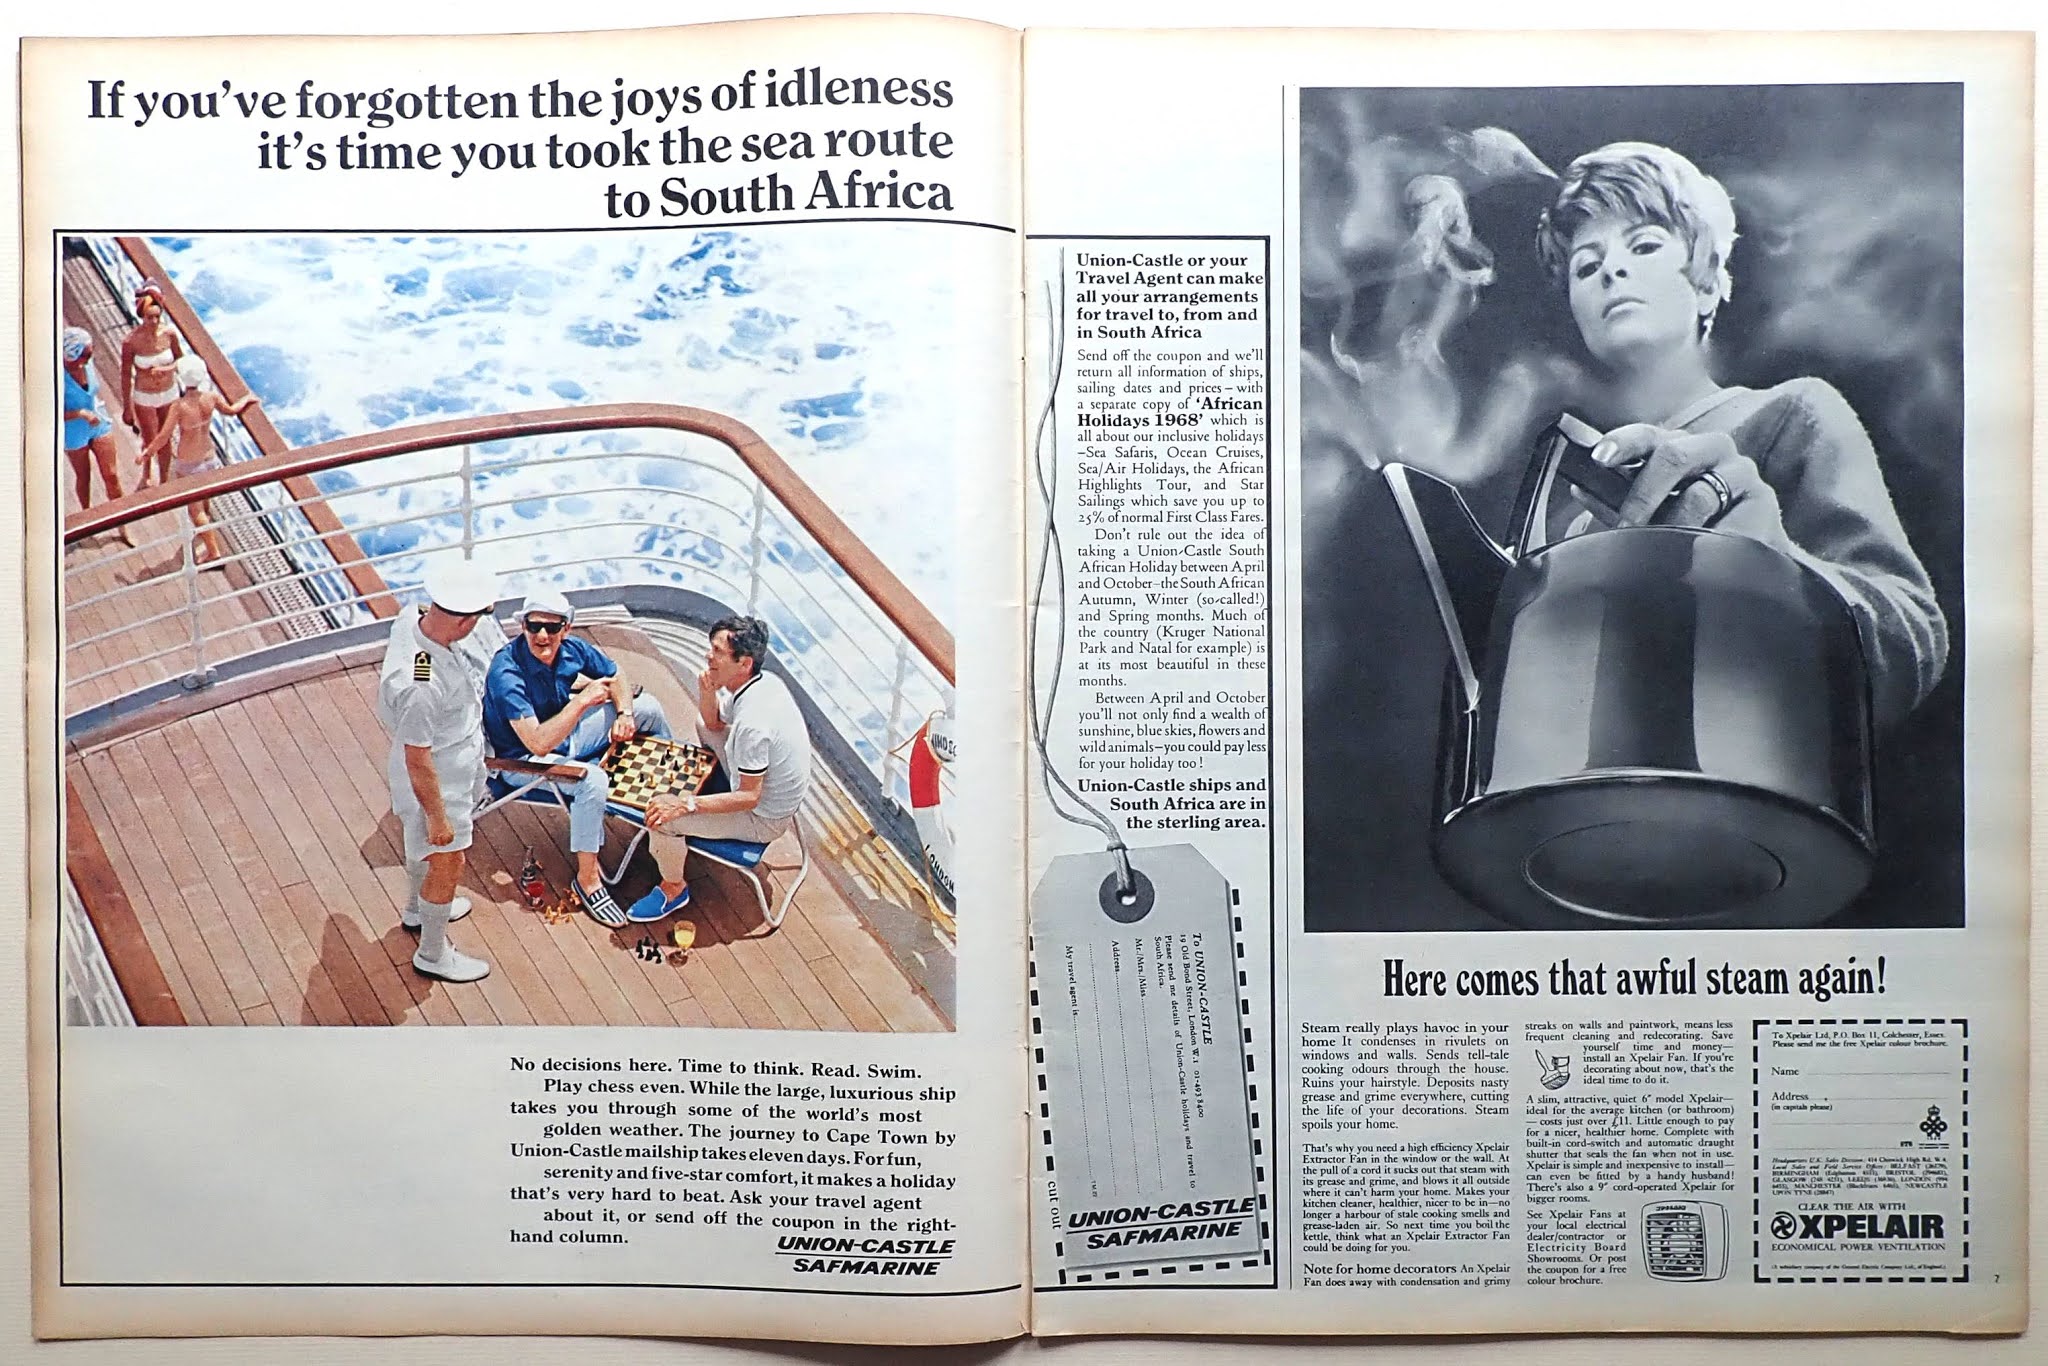 If you've forgotten the joys of idleness
it's time you took the sea route
to South Africa
LONDON
No decisions here. Time to think. Read. Swim.
Play chess even. While the large, luxurious ship
takes you through some of the world's most
golden weather. The journey to Cape Town by
Union-Castle mailship takes eleven days. For fun,
serenity and five-star comfort, it makes a holiday
that's very hard to beat. Ask your travel agent
about it, or send off the coupon in the right-
hand column.
UNION-CASTLE
SAFMARINE
Union-Castle or your
Travel Agent can make
all your arrangements
for travel to, from and
in South Africa
Send off the coupon and we'll
return all information of ships,
sailing dates and prices – with
a separate copy of 'African
Holidays 1968' which is
all about our inclusive holidays
–Sea Safaris, Ocean Cruises,
Sea/Air Holidays, the African
Highlights Tour, and Star
Sailings which save you up to
25% of normal First Class Fares.
Don't rule out the idea of
taking a Union-Castle South
African Holiday between April
and October–the South African
Autumn, Winter (so-called!)
and Spring months. Much of
the country (Kruger National
Park and Natal for example) is
at its most beautiful in these
months.
Between April and October
you'll not only find a wealth of
sunshine, blue skies, flowers and
wild animals–you could pay less
for your holiday too!
Union-Castle ships and
South Africa are in
the sterling area.
To UNION-CASTLE
19 Old Bond Street, London W.1 01-493 8400
Please send me details of Union-Castle holidays and travel to
South Africa.
Mr./Mrs./Miss
Address
My travel agent is
cut out
UNION-CASTLE
SAFMARINE
Here comes that awful steam again!
Steam really plays havoc in your
home It condenses in rivulets on
windows and walls. Sends tell-tale
cooking odours through the house.
Ruins your hairstyle. Deposits nasty
grease and grime everywhere, cutting
the life of your decorations. Steam
spoils your home.
That's why you need a high efficiency Xpelair
Extractor Fan in the window or the wall. At
the pull of a cord it sucks out that steam with
its grease and grime, and blows it all outside
where it can't harm your home. Makes your
kitchen cleaner, healthier, nicer to be in—no
longer a harbour of stale cooking smells and
grease-laden air. So next time you boil the
kettle, think what an Xpelair Extractor Fan
could be doing for you.
Note for home decorators An Xpelair
Fan does away with condensation and grimy
streaks on walls and paintwork, means less
frequent cleaning and redecorating. Save
yourself time and money—
install an Xpelair Fan. If you're
decorating about now, that's the
ideal time to do it.
A slim, attractive, quiet 6" model Xpelair—
ideal for the average kitchen (or bathroom)
— costs just over £11. Little enough to pay
for a nicer, healthier home. Complete with
built-in cord-switch and automatic draught
shutter that seals the fan when not in use.
Xpelair is simple and inexpensive to install—
can even be fitted by a handy husband!
There's also a 9" cord-operated Xpelair for
bigger rooms.
See Xpelair Fans at
your local electrical
dealer/contractor or
Electricity Board
Showrooms. Or post
the coupon for a free
colour brochure.
To Xpelair Ltd, P.O. Box 11, Colchester, Essex.
Please send me the free Xpelair colour brochure.
Name
Address
(in capitals please)
CLEAR THE AIR WITH
XPELAIR
ECONOMICAL POWER VENTILATION
7